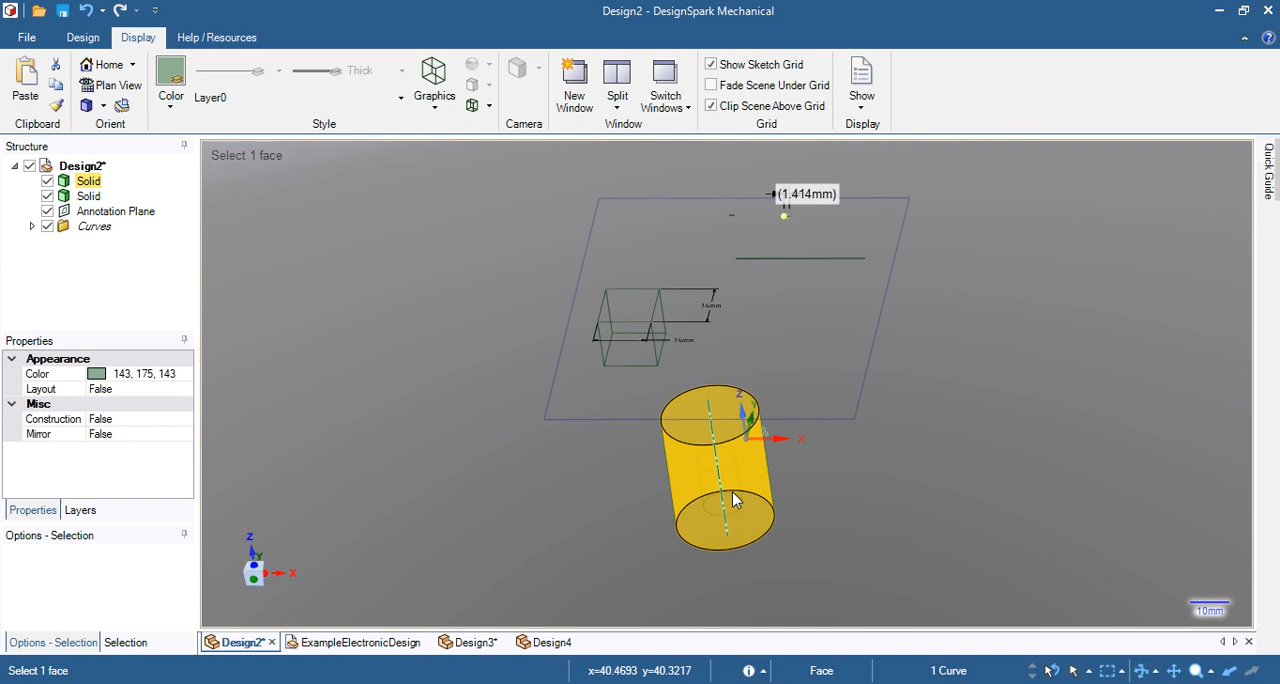 Design2 - DesignSpark Mechanical
File Design Display Help / Resources
Paste
Clipboard
Home
Plan View
Orient
Color
Layer0
Thick
Style
Graphics
Camera
New Window
Split
Switch Windows
Window
Show Sketch Grid
Fade Scene Under Grid
Clip Scene Above Grid
Grid
Show
Display
Structure
Design2*
Solid
Solid
Annotation Plane
Curves
Properties
Appearance
Color 143, 175, 143
Layout False
Misc
Construction False
Mirror False
Properties Layers
Options - Selection
Options - Selection Selection
Select 1 face
(1.414mm)
14mm
14mm
Z
Y
X
Z
Y
X
10mm
Quick Guide
Design2* ExampleElectronicDesign Design3* Design4
Select 1 face x=40.4693 y=40.3217 Face 1 Curve